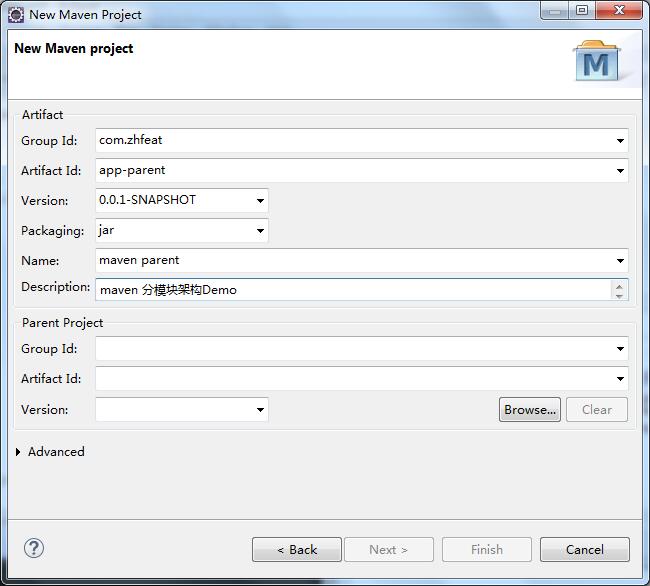 New Maven Project
New Maven project
M
Artifact
Group Id: com.zhfeat
Artifact Id: app-parent
Version: 0.0.1-SNAPSHOT
Packaging: jar
Name: maven parent
Description: maven 分模块架构Demo
Parent Project
Group Id:
Artifact Id:
Version: Browse... Clear
Advanced
? < Back Next > Finish Cancel